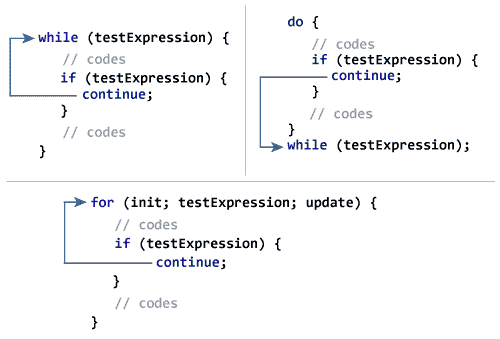 while (testExpression) {
// codes
if (testExpression) {
continue;
}
// codes
}
do {
// codes
if (testExpression) {
continue;
}
// codes
}
while (testExpression);
for (init; testExpression; update) {
// codes
if (testExpression) {
continue;
}
// codes
}